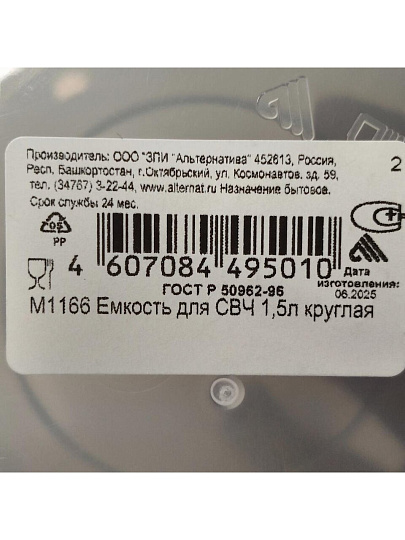 Производитель: ООО "ЗПИ "Альтернатива" 452613, Россия,
Респ. Башкортостан, г.Октябрьский, ул. Космонавтов. зд. 59,
тел. (34767) 3-22-44, www.alternat.ru Назначение бытовое.
Срок службы 24 мес.
2
05
PP
4 607084 495010
Дата
изготовления:
06.2025
ГОСТ Р 50962-96
М1166 Емкость для СВЧ 1,5л круглая